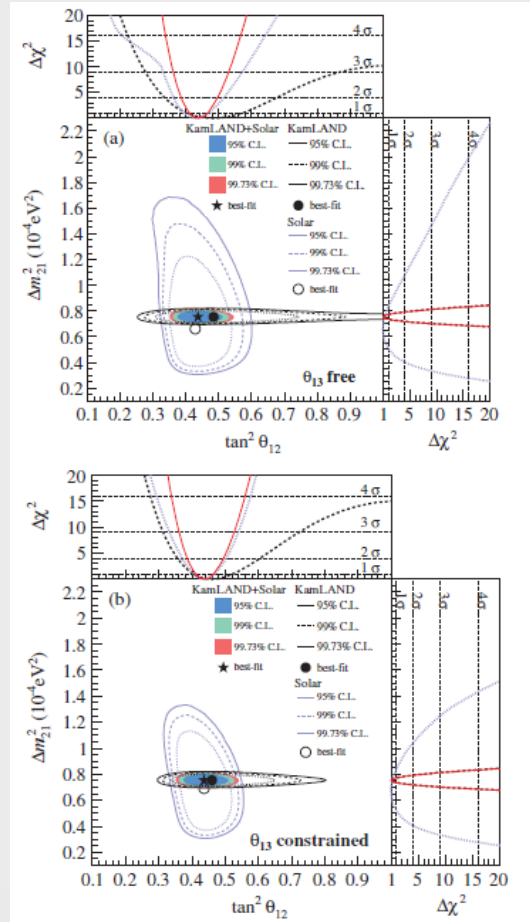 20
15
10
5
Δχ²
4σ
3σ
2σ
1σ
(a)
KamLAND+Solar KamLAND
95% C.L. 95% C.L.
99% C.L. 99% C.L.
99.73% C.L. 99.73% C.L.
best-fit best-fit
Solar
95% C.L.
99% C.L.
99.73% C.L.
best-fit
θ₁₃ free
1σ 2σ 3σ 4σ
2.2
2
1.8
1.6
1.4
1.2
1
0.8
0.6
0.4
0.2
Δm²₂₁ (10⁻⁴eV²)
0.1 0.2 0.3 0.4 0.5 0.6 0.7 0.8 0.9 1 5 10 15 20
tan² θ₁₂ Δχ²
20
15
10
5
Δχ²
4σ
3σ
2σ
1σ
(b)
KamLAND+Solar KamLAND
95% C.L. 95% C.L.
99% C.L. 99% C.L.
99.73% C.L. 99.73% C.L.
best-fit best-fit
Solar
95% C.L.
99% C.L.
99.73% C.L.
best-fit
θ₁₃ constrained
1σ 2σ 3σ 4σ
2.2
2
1.8
1.6
1.4
1.2
1
0.8
0.6
0.4
0.2
Δm²₂₁ (10⁻⁴eV²)
0.1 0.2 0.3 0.4 0.5 0.6 0.7 0.8 0.9 1 5 10 15 20
tan² θ₁₂ Δχ²